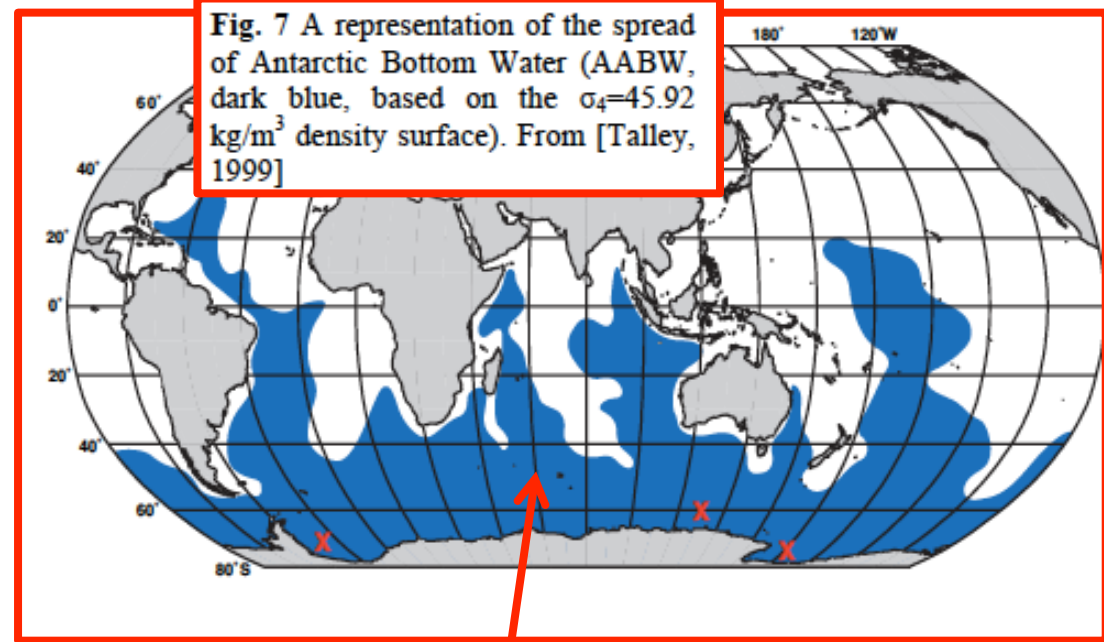 Fig. 7 A representation of the spread
of Antarctic Bottom Water (AABW,
dark blue, based on the σ₄=45.92
kg/m³ density surface). From [Talley,
1999]
180°
120°W
60°
40°
20°
0°
20°
40°
60°
80°S
X
X
X